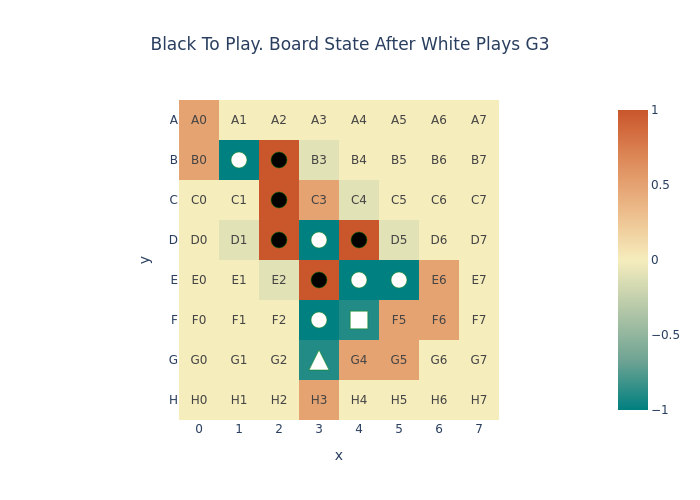 Black To Play. Board State After White Plays G3
A A0 A1 A2 A3 A4 A5 A6 A7
B B0 B3 B4 B5 B6 B7
C C0 C1 C3 C4 C5 C6 C7
D D0 D1 D5 D6 D7
E E0 E1 E2 E6 E7
F F0 F1 F2 F5 F6 F7
G G0 G1 G2 G4 G5 G6 G7
H H0 H1 H2 H3 H4 H5 H6 H7
0 1 2 3 4 5 6 7
x
y
1
0.5
0
−0.5
−1